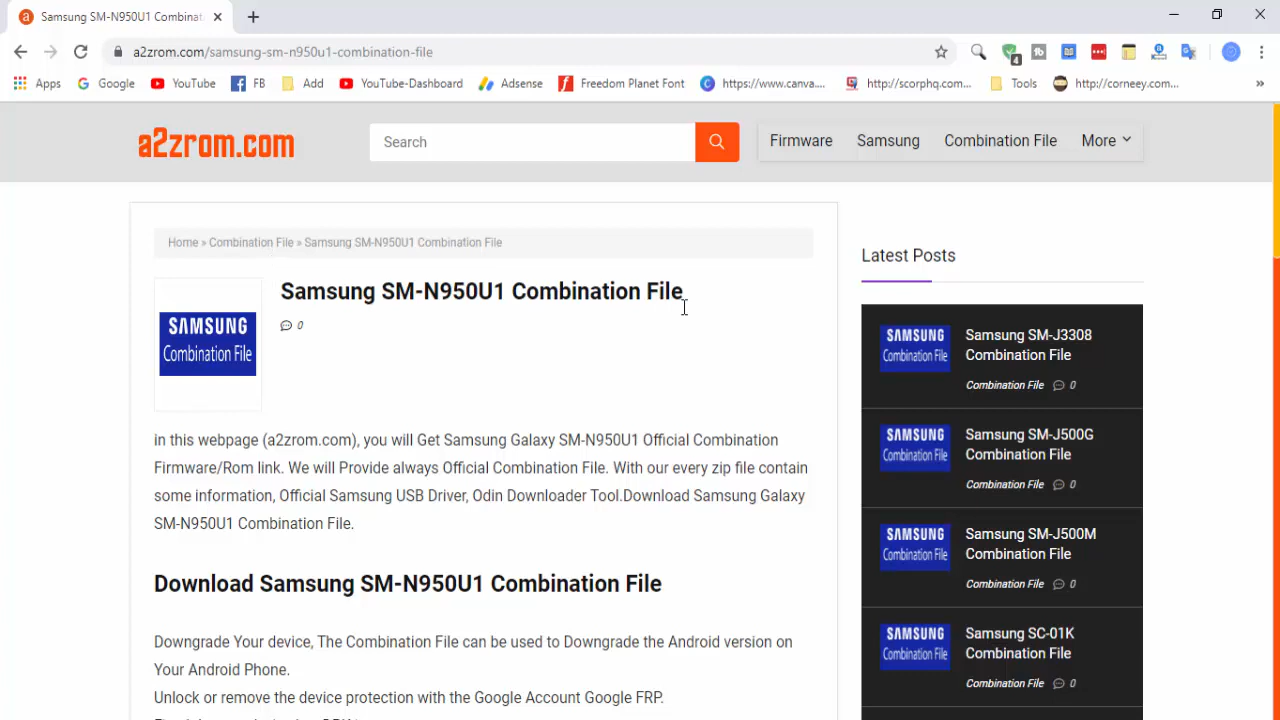 Samsung SM-N950U1 Combinat
a2zrom.com/samsung-sm-n950u1-combination-file
4
Apps Google YouTube FB Add YouTube-Dashboard Adsense Freedom Planet Font https://www.canva.... http://scorphq.com... Tools http://corneey.com... »
a2zrom.com
Search
Firmware Samsung Combination File More
Home » Combination File » Samsung SM-N950U1 Combination File
SAMSUNG
Combination File
Samsung SM-N950U1 Combination File
0
in this webpage (a2zrom.com), you will Get Samsung Galaxy SM-N950U1 Official Combination
Firmware/Rom link. We will Provide always Official Combination File. With our every zip file contain
some information, Official Samsung USB Driver, Odin Downloader Tool.Download Samsung Galaxy
SM-N950U1 Combination File.
Download Samsung SM-N950U1 Combination File
Downgrade Your device, The Combination File can be used to Downgrade the Android version on
Your Android Phone.
Unlock or remove the device protection with the Google Account Google FRP.
Latest Posts
SAMSUNG
Combination File
Samsung SM-J3308
Combination File
Combination File 0
SAMSUNG
Combination File
Samsung SM-J500G
Combination File
Combination File 0
SAMSUNG
Combination File
Samsung SM-J500M
Combination File
Combination File 0
SAMSUNG
Combination File
Samsung SC-01K
Combination File
Combination File 0